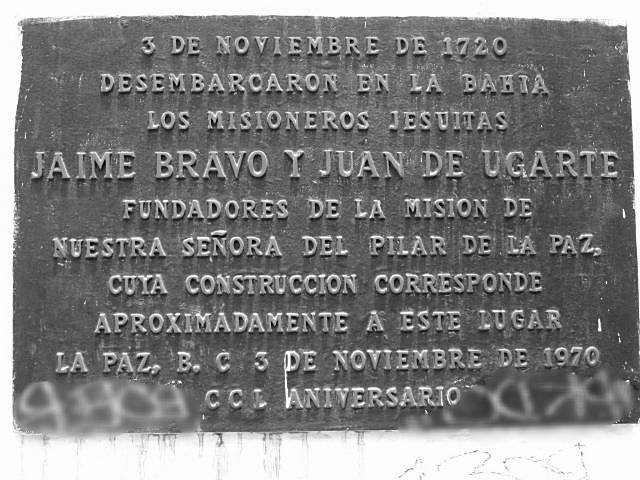 3 DE NOVIEMBRE DE 1720
DESEMBARCARON EN LA BAHIA
LOS MISIONEROS JESUITAS
JAIME BRAVO Y JUAN DE UGARTE
FUNDADORES DE LA MISION DE
NUESTRA SEÑORA DEL PILAR DE LA PAZ,
CUYA CONSTRUCCION CORRESPONDE
APROXIMADAMENTE A ESTE LUGAR
LA PAZ, B. C 3 DE NOVIEMBRE DE 1970
CCL ANIVERSARIO